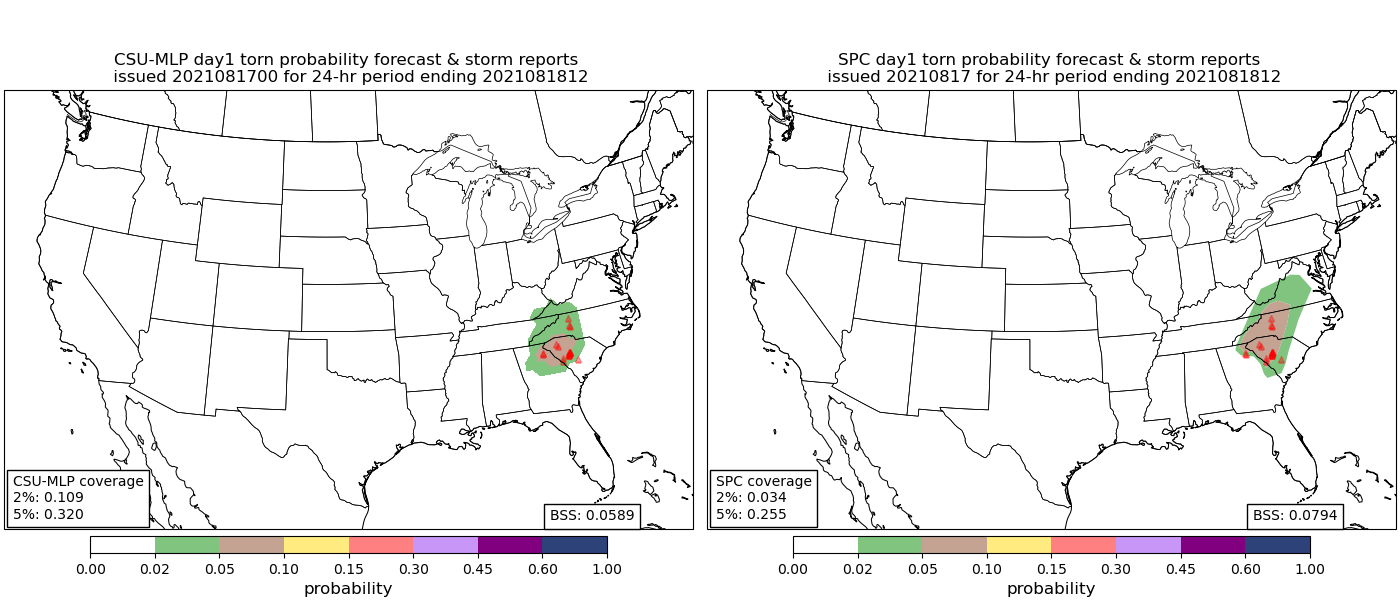 CSU-MLP day1 torn probability forecast & storm reports
issued 2021081700 for 24-hr period ending 2021081812
CSU-MLP coverage
2%: 0.109
5%: 0.320
BSS: 0.0589
0.00 0.02 0.05 0.10 0.15 0.30 0.45 0.60 1.00
probability
SPC day1 torn probability forecast & storm reports
issued 20210817 for 24-hr period ending 2021081812
SPC coverage
2%: 0.034
5%: 0.255
BSS: 0.0794
0.00 0.02 0.05 0.10 0.15 0.30 0.45 0.60 1.00
probability